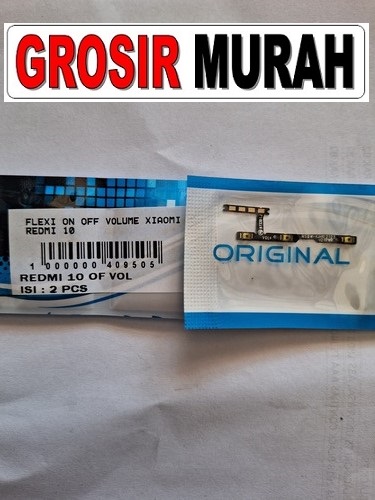 GROSIR MURAH
FLEXI ON OFF VOLUME XIAOMI
REDMI 10
1 0000000 409505
REDMI 10 OF VOL
ISI : 2 PCS
ORIGINAL